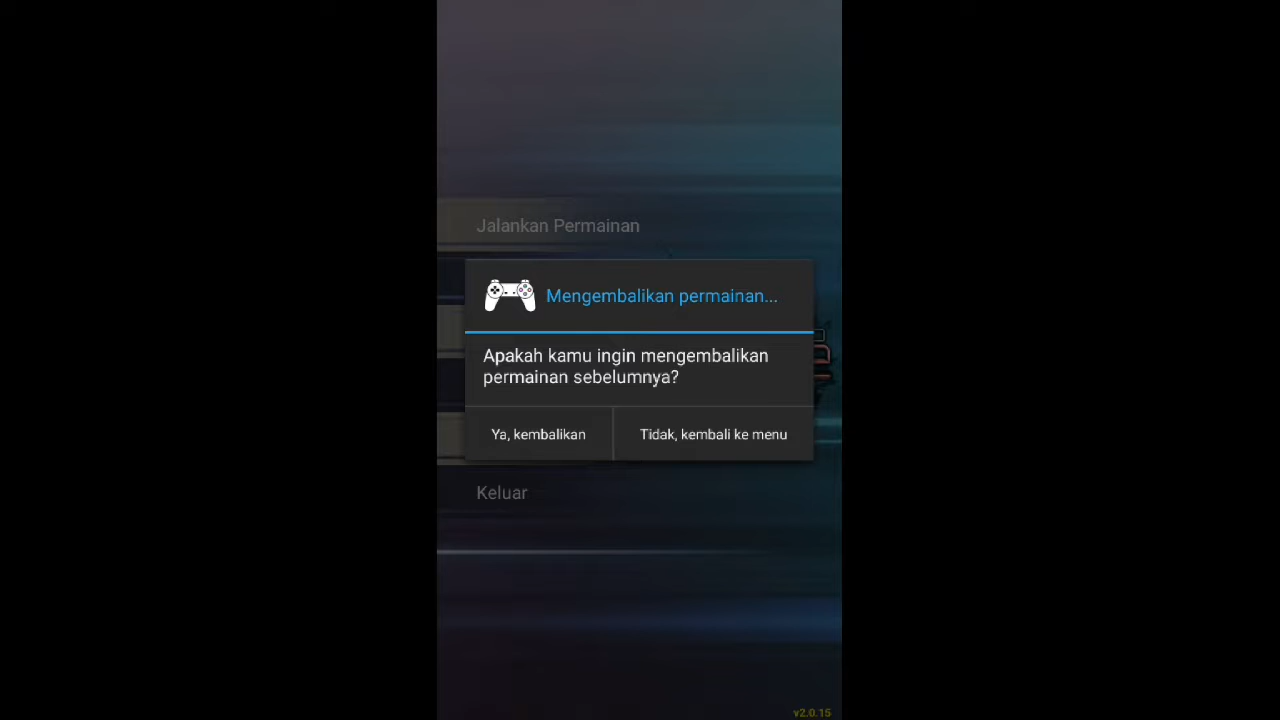 Jalankan Permainan
Mengembalikan permainan...
Apakah kamu ingin mengembalikan
permainan sebelumnya?
Ya, kembalikan
Tidak, kembali ke menu
Keluar
v2.0.15